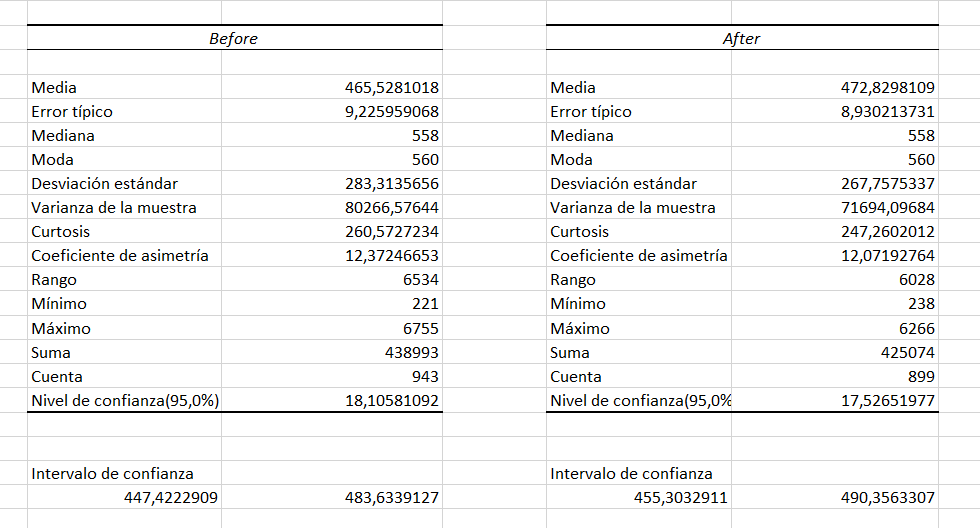 Before After
Media 465,5281018 Media 472,8298109
Error típico 9,225959068 Error típico 8,930213731
Mediana 558 Mediana 558
Moda 560 Moda 560
Desviación estándar 283,3135656 Desviación estándar 267,7575337
Varianza de la muestra 80266,57644 Varianza de la muestra 71694,09684
Curtosis 260,5727234 Curtosis 247,2602012
Coeficiente de asimetría 12,37246653 Coeficiente de asimetría 12,07192764
Rango 6534 Rango 6028
Mínimo 221 Mínimo 238
Máximo 6755 Máximo 6266
Suma 438993 Suma 425074
Cuenta 943 Cuenta 899
Nivel de confianza(95,0%) 18,10581092 Nivel de confianza(95,0% 17,52651977
Intervalo de confianza Intervalo de confianza
447,4222909 483,6339127 455,3032911 490,3563307